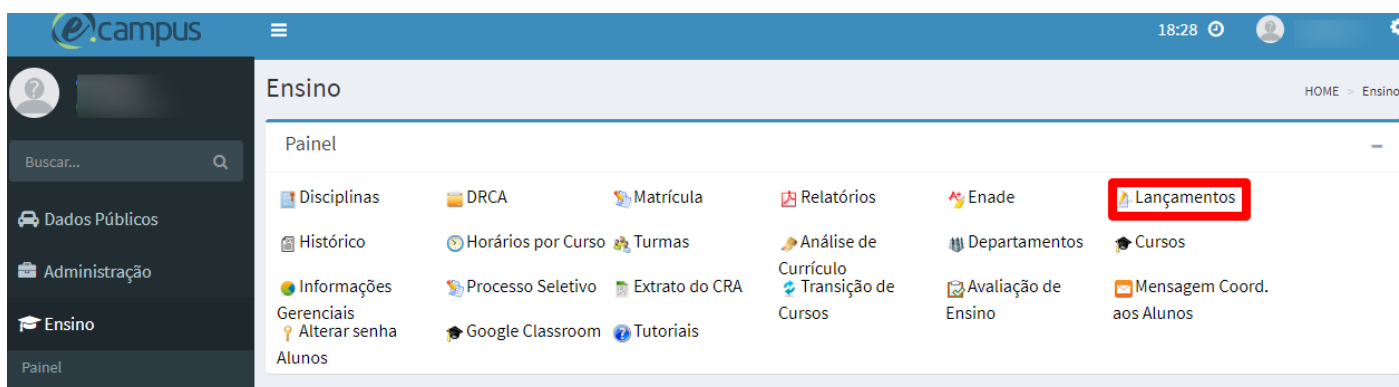 e.campus
18:28
Ensino
HOME > Ensino
Buscar...
Dados Públicos
Administração
Ensino
Painel
Painel
Disciplinas DRCA Matrícula Relatórios Enade Lançamentos
Histórico Horários por Curso Turmas Análise de Currículo Departamentos Cursos
Informações Gerenciais Processo Seletivo Extrato do CRA Transição de Cursos Avaliação de Ensino Mensagem Coord. aos Alunos
Alterar senha Alunos Google Classroom Tutoriais